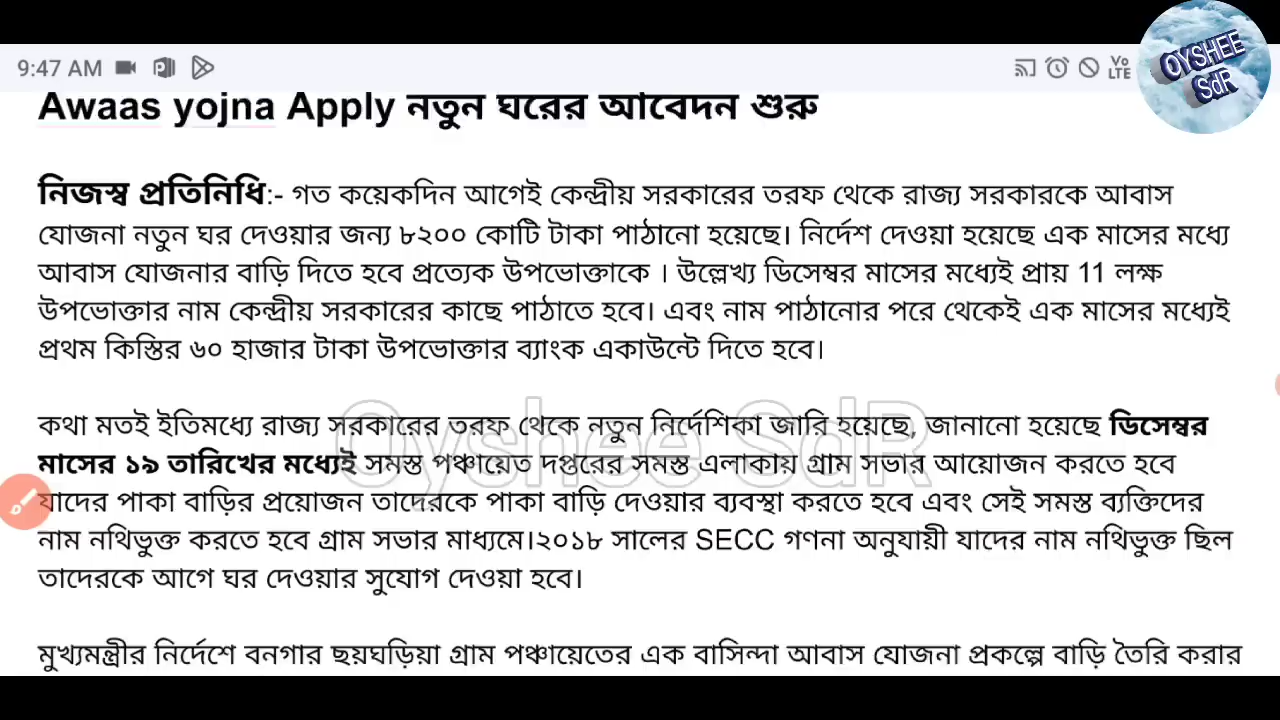 9:47 AM
Vo
LTE
OYSHEE
SdR
Awaas yojna Apply নতুন ঘরের আবেদন শুরু
নিজস্ব প্রতিনিধি:- গত কয়েকদিন আগেই কেন্দ্রীয় সরকারের তরফ থেকে রাজ্য সরকারকে আবাস
যোজনা নতুন ঘর দেওয়ার জন্য ৮২০০ কোটি টাকা পাঠানো হয়েছে। নির্দেশ দেওয়া হয়েছে এক মাসের মধ্যে
আবাস যোজনার বাড়ি দিতে হবে প্রত্যেক উপভোক্তাকে । উল্লেখ্য ডিসেম্বর মাসের মধ্যেই প্রায় 11 লক্ষ
উপভোক্তার নাম কেন্দ্রীয় সরকারের কাছে পাঠাতে হবে। এবং নাম পাঠানোর পরে থেকেই এক মাসের মধ্যেই
প্রথম কিস্তির ৬০ হাজার টাকা উপভোক্তার ব্যাংক একাউন্টে দিতে হবে।
কথা মতই ইতিমধ্যে রাজ্য সরকারের তরফ থেকে নতুন নির্দেশিকা জারি হয়েছে, জানানো হয়েছে ডিসেম্বর
মাসের ১৯ তারিখের মধ্যেই সমস্ত পঞ্চায়েত দপ্তরের সমস্ত এলাকায় গ্রাম সভার আয়োজন করতে হবে
যাদের পাকা বাড়ির প্রয়োজন তাদেরকে পাকা বাড়ি দেওয়ার ব্যবস্থা করতে হবে এবং সেই সমস্ত ব্যক্তিদের
নাম নথিভুক্ত করতে হবে গ্রাম সভার মাধ্যমে।২০১৮ সালের SECC গণনা অনুযায়ী যাদের নাম নথিভুক্ত ছিল
তাদেরকে আগে ঘর দেওয়ার সুযোগ দেওয়া হবে।
Oyshee SdR
মুখ্যমন্ত্রীর নির্দেশে বনগার ছয়ঘড়িয়া গ্রাম পঞ্চায়েতের এক বাসিন্দা আবাস যোজনা প্রকল্পে বাড়ি তৈরি করার